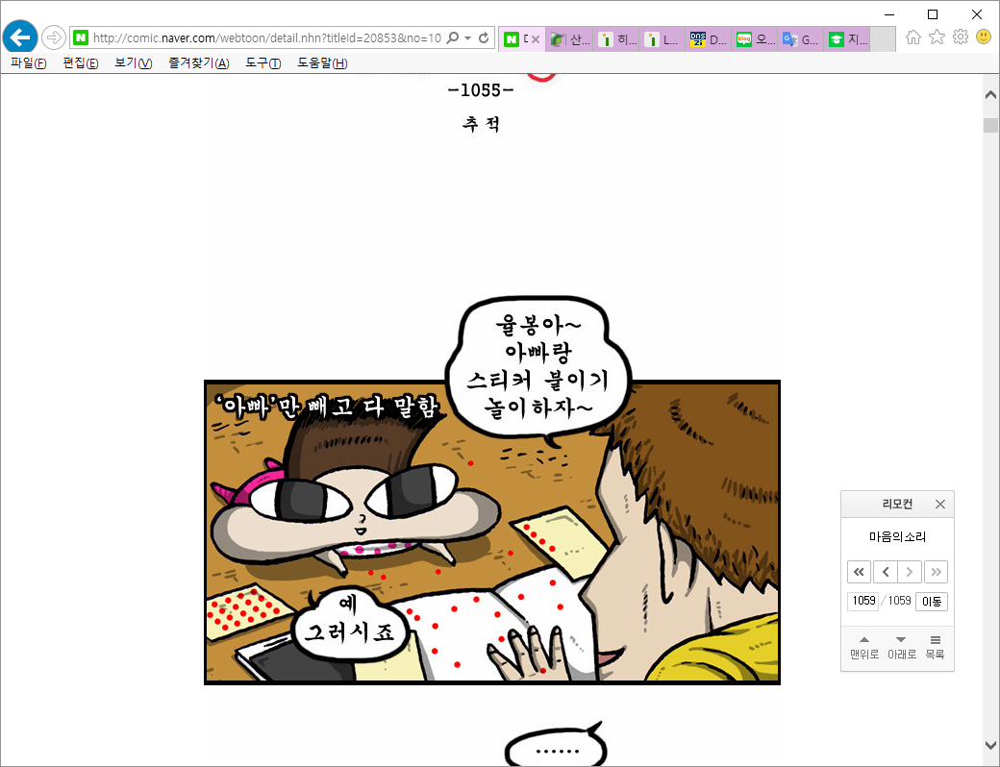 http://comic.naver.com/webtoon/detail.nhn?titleId=20853&no=10
산...
히...
L...
D...
오...
G...
지...
파일(F) 편집(E) 보기(V) 즐겨찾기(A) 도구(T) 도움말(H)
-1055-
추적
율봉아~
아빠랑
스티커 붙이기
놀이하자~
'아빠'만 빼고 다 말함
예
그러시죠
......
리모컨
마음의소리
1059 / 1059 이동
맨위로 아래로 목록